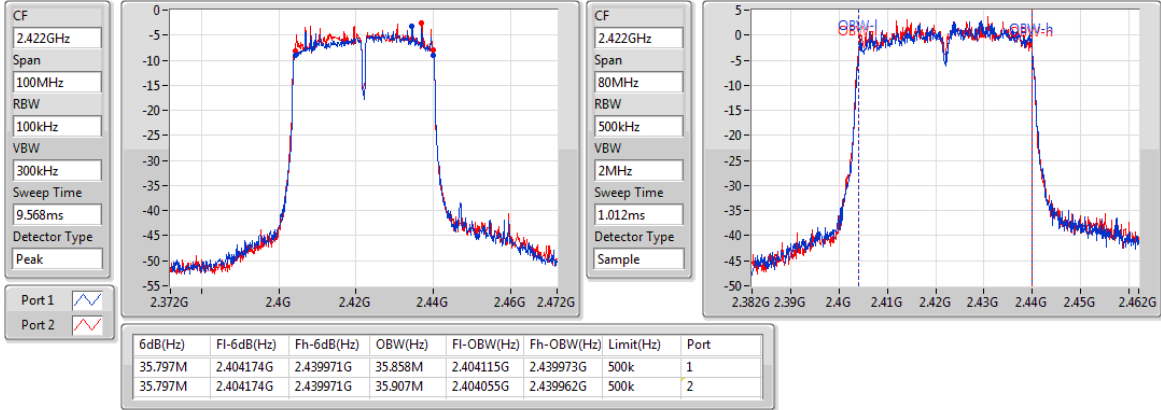 CF
2.422GHz
Span
100MHz
RBW
100kHz
VBW
300kHz
Sweep Time
9.568ms
Detector Type
Peak
Port 1
Port 2
0
-5
-10
-15
-20
-25
-30
-35
-40
-45
-50
-55
2.372G 2.4G 2.42G 2.44G 2.46G 2.472G
CF
2.422GHz
Span
80MHz
RBW
500kHz
VBW
2MHz
Sweep Time
1.012ms
Detector Type
Sample
5
0
-5
-10
-15
-20
-25
-30
-35
-40
-45
-50
OBW-l
OBW-h
2.382G 2.39G 2.4G 2.41G 2.42G 2.43G 2.44G 2.45G 2.462G
6dB(Hz) Fl-6dB(Hz) Fh-6dB(Hz) OBW(Hz) Fl-OBW(Hz) Fh-OBW(Hz) Limit(Hz) Port
35.797M 2.404174G 2.439971G 35.858M 2.404115G 2.439973G 500k 1
35.797M 2.404174G 2.439971G 35.907M 2.404055G 2.439962G 500k 2